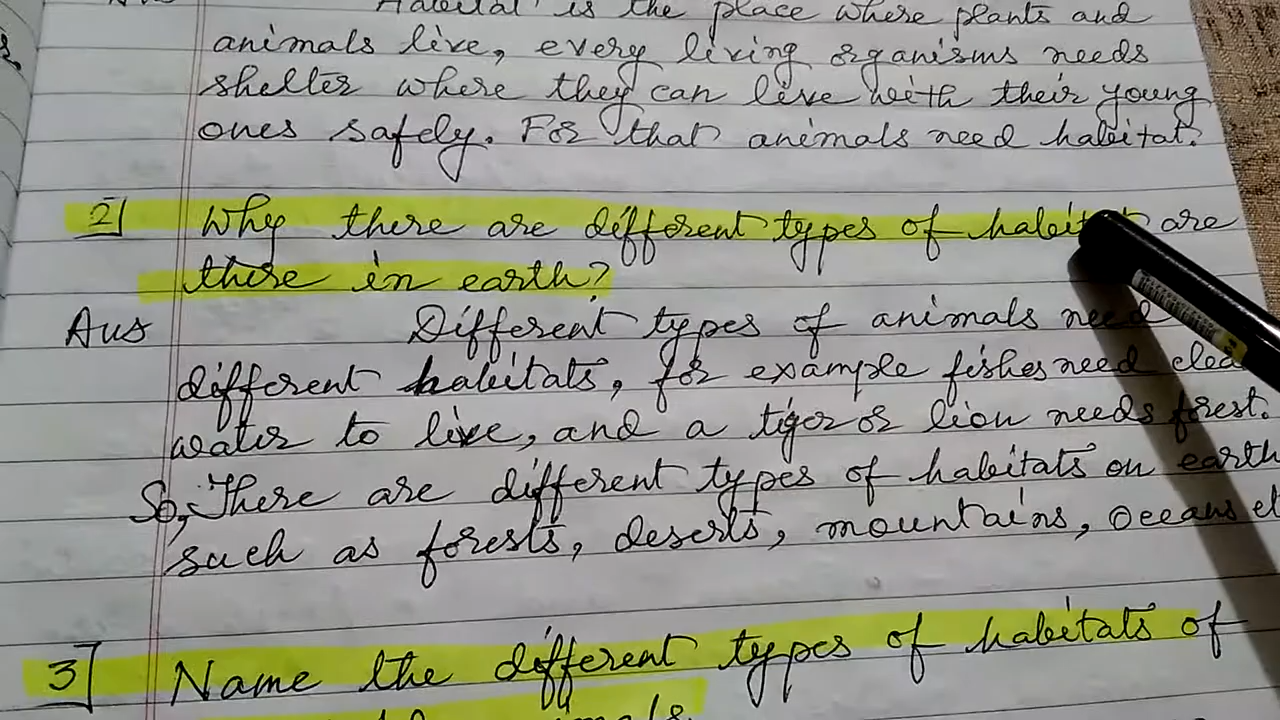 Habitat is the place where plants and
animals live, every living organisms needs
shelter where they can live with their young
ones safely. For that animals need habitat.
2 Why there are different types of habitat are
there in earth?
Ans Different types of animals need
different habitats, for example fishes need
water to live, and a tiger or lion needs forest.
So, There are different types of habitats on earth
such as forests, deserts, mountains, oceans
3 Name the different types of habitats of